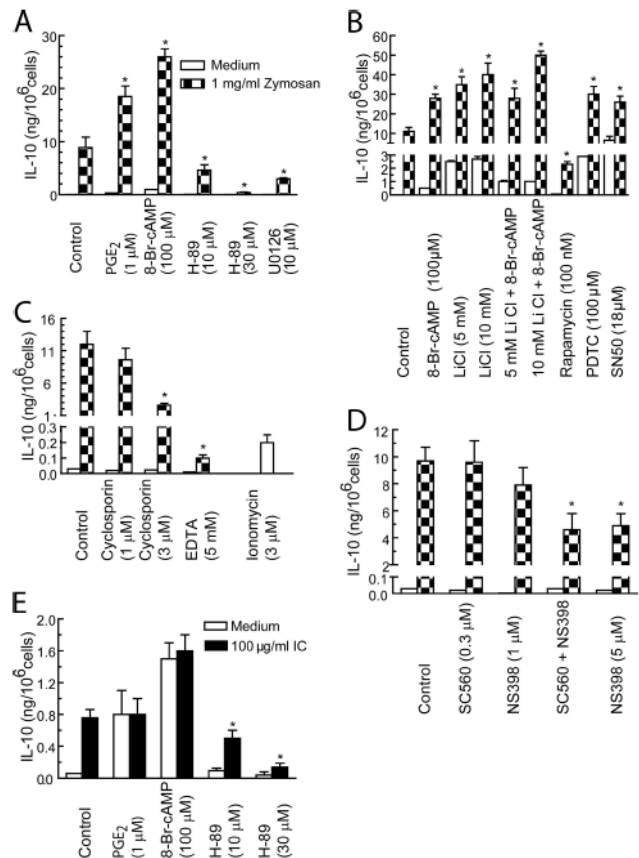 A
IL-10 (ng/10⁶cells)
30
20
10
0
Medium
1 mg/ml Zymosan
* * * * *
Control
PGE₂ (1 µM)
8-Br-cAMP (100 µM)
H-89 (10 µM)
H-89 (30 µM)
U0126 (10 µM)
B
IL-10 (ng/10⁶cells)
60
50
30
10
3
2
1
0
* * * * * * * *
Control
8-Br-cAMP (100µM)
LiCl (5 mM)
LiCl (10 mM)
5 mM Li Cl + 8-Br-cAMP
10 mM Li Cl + 8-Br-cAMP
Rapamycin (100 nM)
PDTC (100 µM)
SN50 (18µM)
C
IL-10 (ng/10⁶cells)
16
11
6
1
0.2
0.1
0.0
* *
Control
Cyclosporin (1 µM)
Cyclosporin (3 µM)
EDTA (5 mM)
Ionomycin (3 µM)
D
IL-10 (ng/10⁶cells)
12
10
8
6
4
2
0.1
0.0
* *
Control
SC560 (0.3 µM)
NS398 (1 µM)
SC560 + NS398
NS398 (5 µM)
E
IL-10 (ng/10⁶cells)
2.0
1.6
1.2
0.8
0.4
0.0
Medium
100 µg/ml IC
* *
Control
PGE₂ (1 µM)
8-Br-cAMP (100 µM)
H-89 (10 µM)
H-89 (30 µM)